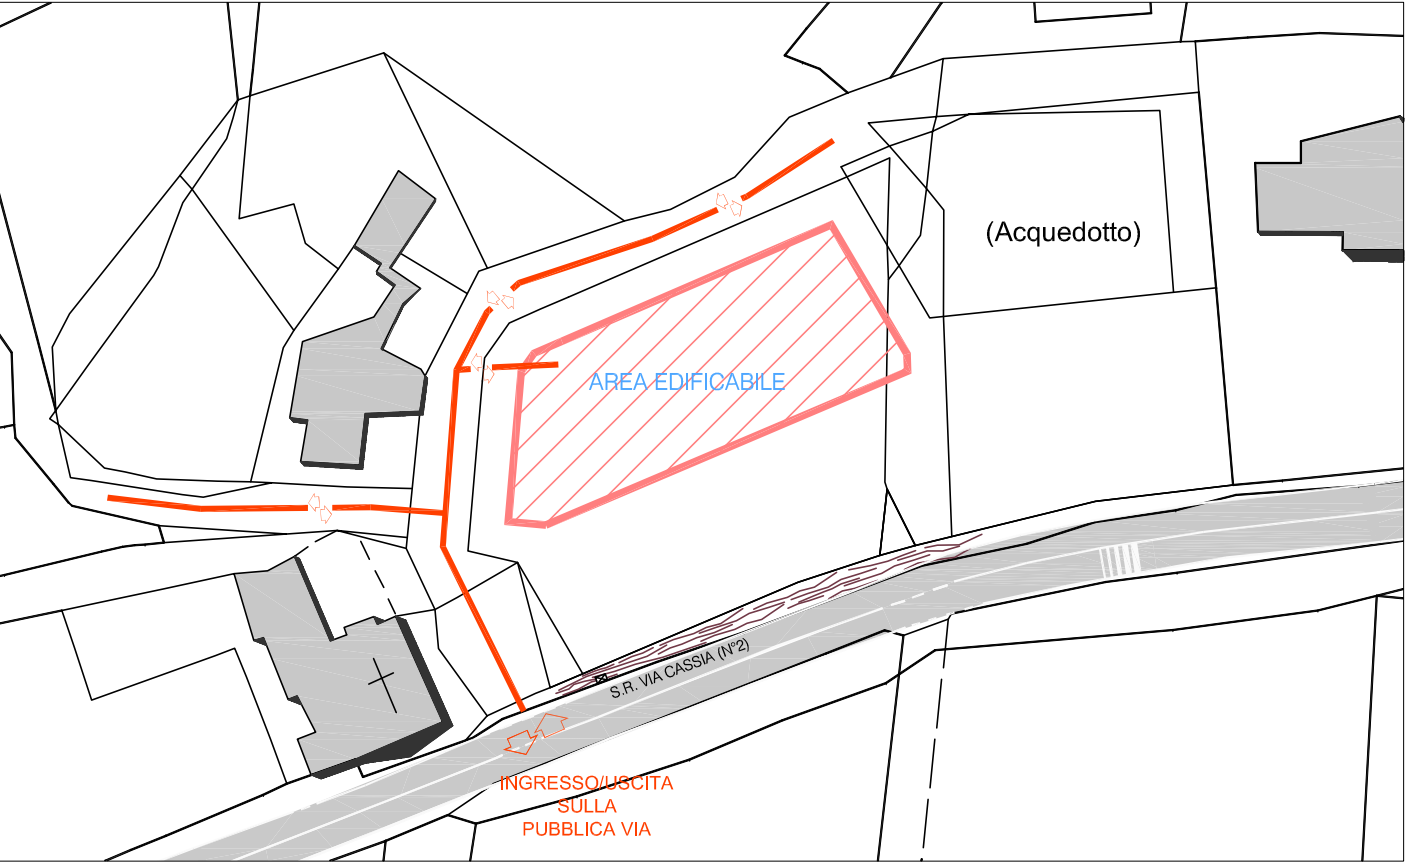 (Acquedotto)
AREA EDIFICABILE
S.R. VIA CASSIA (N°2)
INGRESSO/USCITA
SULLA
PUBBLICA VIA